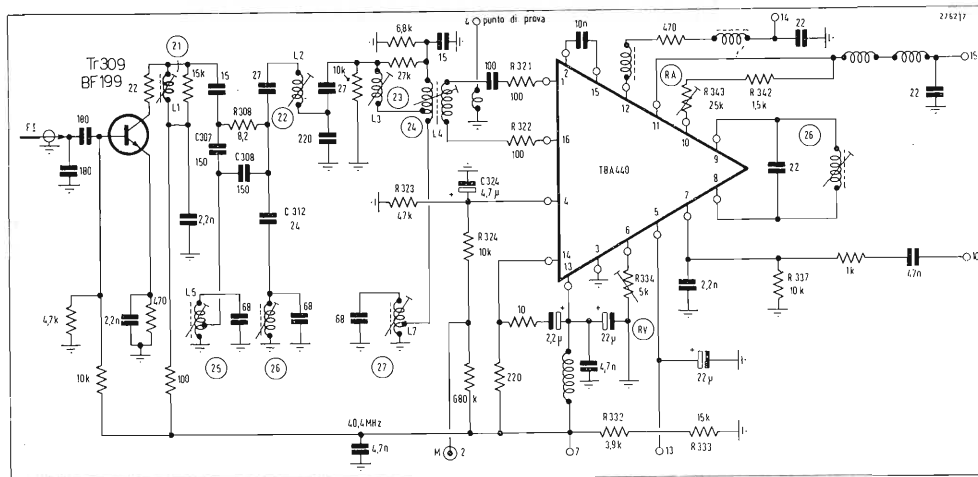 276217
Tr309
BF199
F I
180
180
22
21
15k
L1
15
R308
8,2
C307
150
C308
150
27
L2
22
220
C312
24
2,2n
4,7k
2,2n
470
10k
100
L5
68
25
68
26
68
L7
27
40,4MHz
4,7n
6,8k
15
4
punto di prova
10k
27
27k
L3
23
24
L4
100
R321
100
R322
100
R323
47k
C324
+
4,7µ
R324
10k
680k
M
2
10n
1
2
15
16
4
14
13
3
6
5
7
8
9
10
11
12
TBA440
470
14
22
15
22
RA
R343
25k
R342
1,5k
26
22
R334
5k
RV
2,2n
R337
10k
1k
47n
10
10
+
2,2µ
+
22µ
4,7n
220
+
22µ
7
R332
3,9k
13
15k
R333